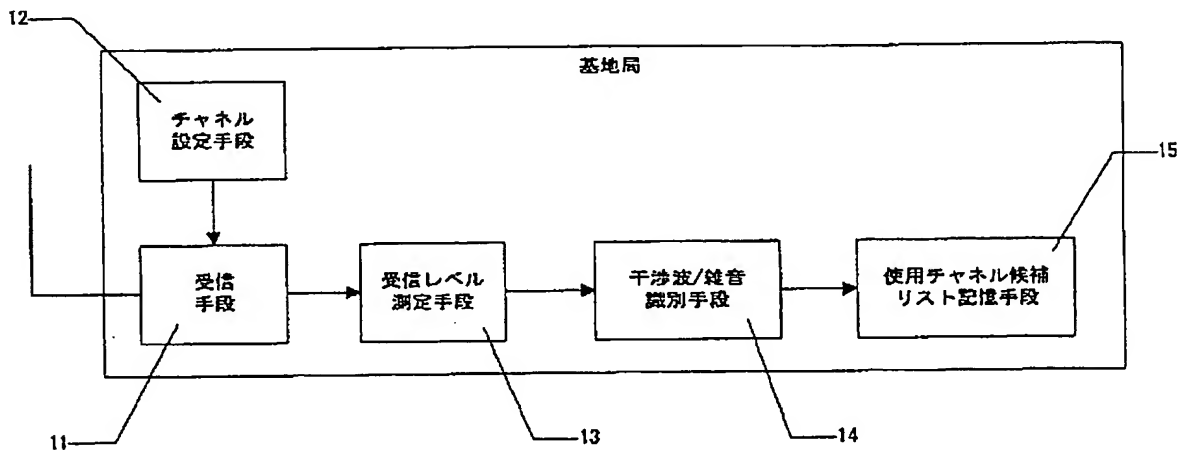 12
基地局
チャネル
設定手段
15
受信
手段
受信レベル
測定手段
干渉波/雑音
識別手段
使用チャネル候補
リスト記憶手段
11
13
14